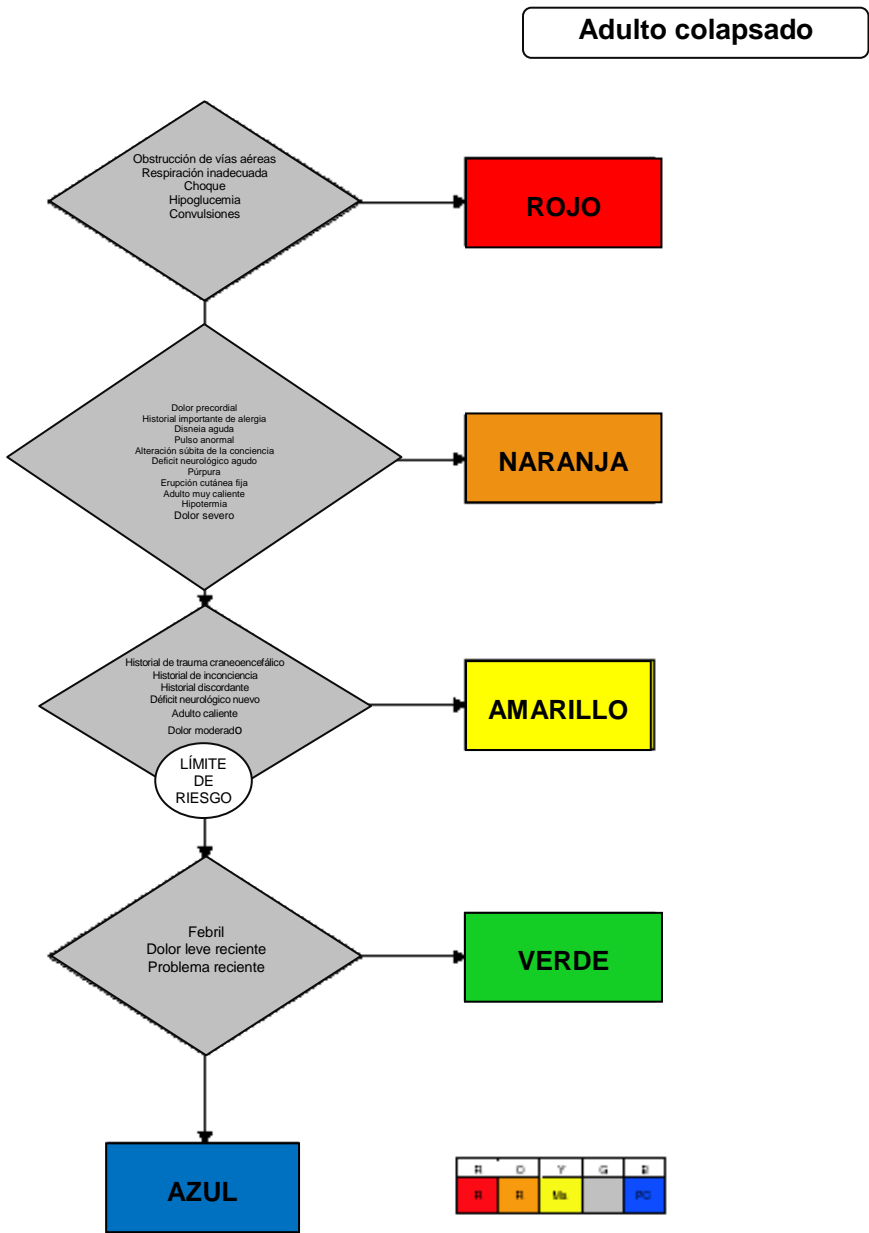 Adulto colapsado
Obstrucción de vías aéreas
Respiración inadecuada
Choque
Hipoglucemia
Convulsiones
ROJO
Dolor precordial
Historial importante de alergia
Disneia aguda
Pulso anormal
Alteración súbita de la conciencia
Deficit neurológico agudo
Púrpura
Erupción cutánea fija
Adulto muy caliente
Hipotermia
Dolor severo
NARANJA
Historial de trauma craneoencefálico
Historial de inconciencia
Historial discordante
Déficit neurológico nuevo
Adulto caliente
Dolor moderado
AMARILLO
LÍMITE
DE
RIESGO
Febril
Dolor leve reciente
Problema reciente
VERDE
AZUL
R O Y G B
R R Ma PC